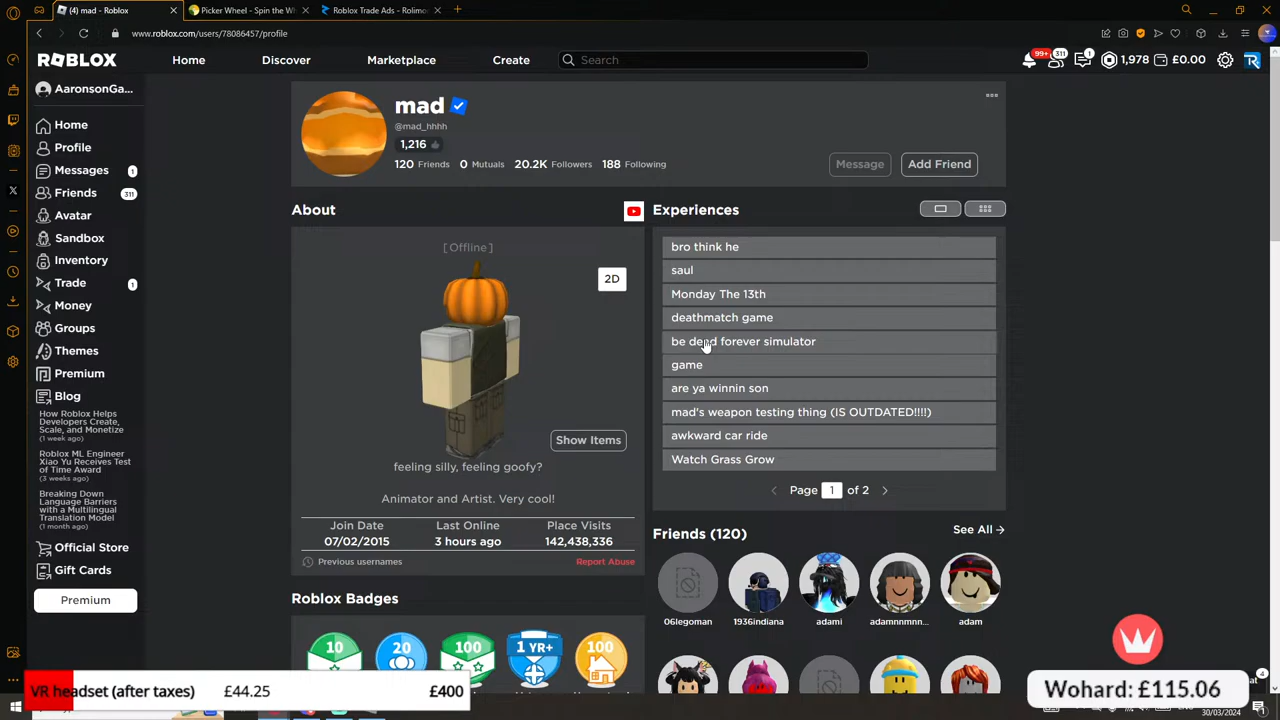 (4) mad - Roblox
Picker Wheel - Spin the Wh
Roblox Trade Ads - Rolimo
www.roblox.com/users/78086457/profile
ROBLOX
Home
Discover
Marketplace
Create
Search
99+
311
1
1,978
£0.00
AaronsonGa...
Home
Profile
Messages
1
Friends
311
Avatar
Sandbox
Inventory
Trade
1
Money
Groups
Themes
Premium
Blog
How Roblox Helps
Developers Create,
Scale, and Monetize
(1 week ago)
Roblox ML Engineer
Xiao Yu Receives Test
of Time Award
(3 weeks ago)
Breaking Down
Language Barriers
with a Multilingual
Translation Model
(1 month ago)
Official Store
Gift Cards
Premium
mad
@mad_hhhh
1,216
120 Friends
0 Mutuals
20.2K Followers
188 Following
Message
Add Friend
About
[ Offline ]
2D
Show Items
feeling silly, feeling goofy?
Animator and Artist. Very cool!
Join Date
07/02/2015
Last Online
3 hours ago
Place Visits
142,438,336
Previous usernames
Report Abuse
Roblox Badges
10
20
100
1 YR+
100
Experiences
bro think he
saul
Monday The 13th
deathmatch game
be dead forever simulator
game
are ya winnin son
mad's weapon testing thing (IS OUTDATED!!!!)
awkward car ride
Watch Grass Grow
Page 1 of 2
Friends (120)
See All
06legoman
1936indiana
adami
adamnnmnn...
adam
VR headset (after taxes)
£44.25
£400
Wohard: £115.06
4
30/03/2024